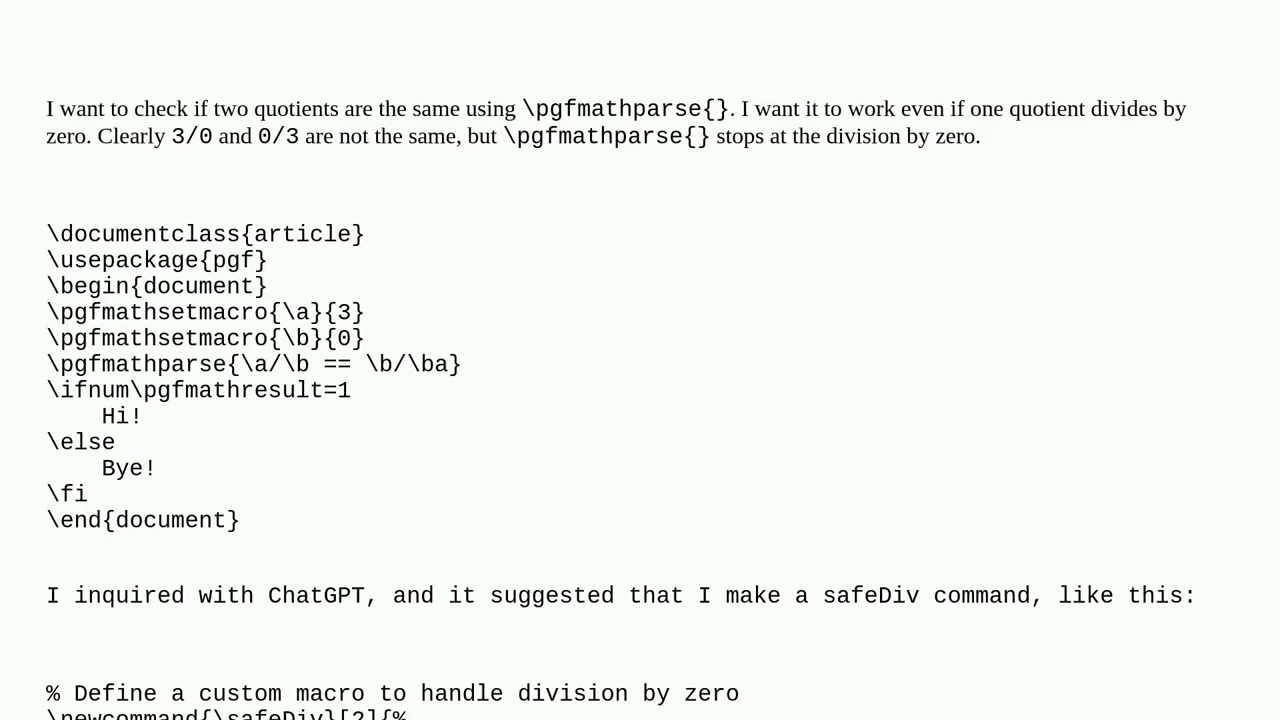 I want to check if two quotients are the same using \pgfmathparse{}. I want it to work even if one quotient divides by
zero. Clearly 3/0 and 0/3 are not the same, but \pgfmathparse{} stops at the division by zero.
\documentclass{article}
\usepackage{pgf}
\begin{document}
\pgfmathsetmacro{\a}{3}
\pgfmathsetmacro{\b}{0}
\pgfmathparse{\a/\b == \b/\ba}
\ifnum\pgfmathresult=1
    Hi!
\else
    Bye!
\fi
\end{document}
I inquired with ChatGPT, and it suggested that I make a safeDiv command, like this:
% Define a custom macro to handle division by zero
\newcommand{\safeDiv}[2]{%